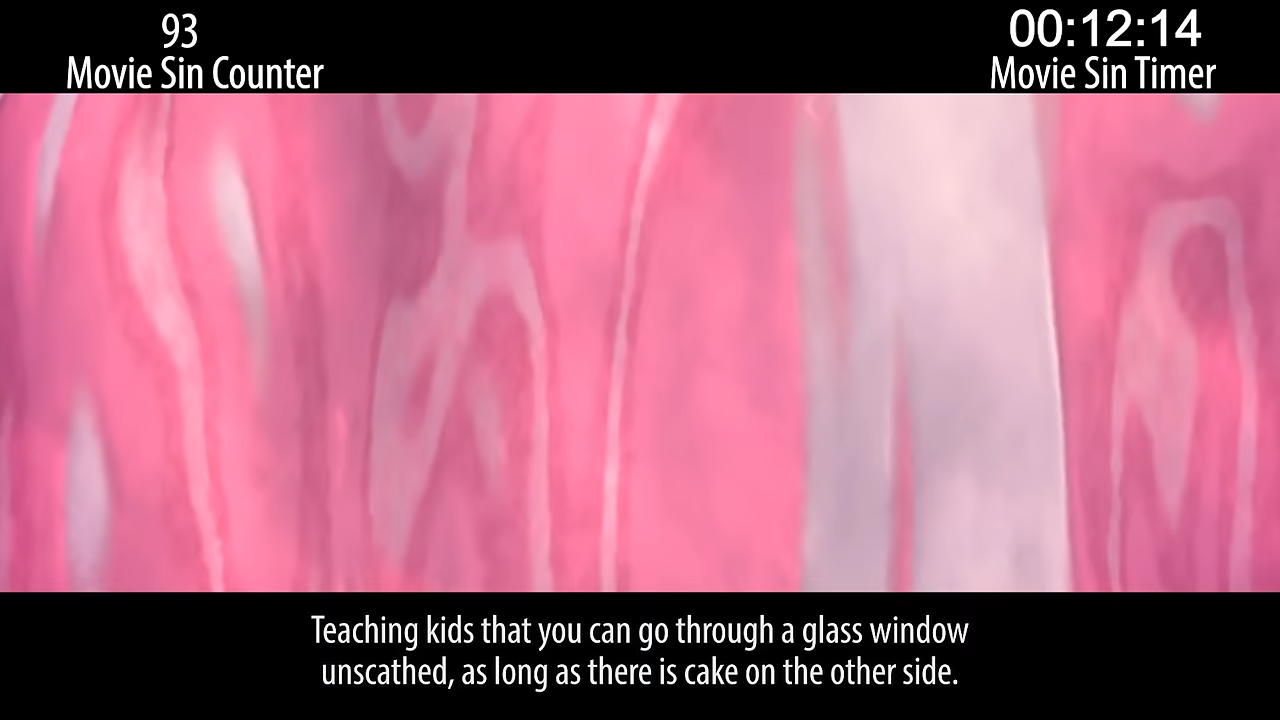 93
Movie Sin Counter
00:12:14
Movie Sin Timer
Teaching kids that you can go through a glass window
unscathed, as long as there is cake on the other side.